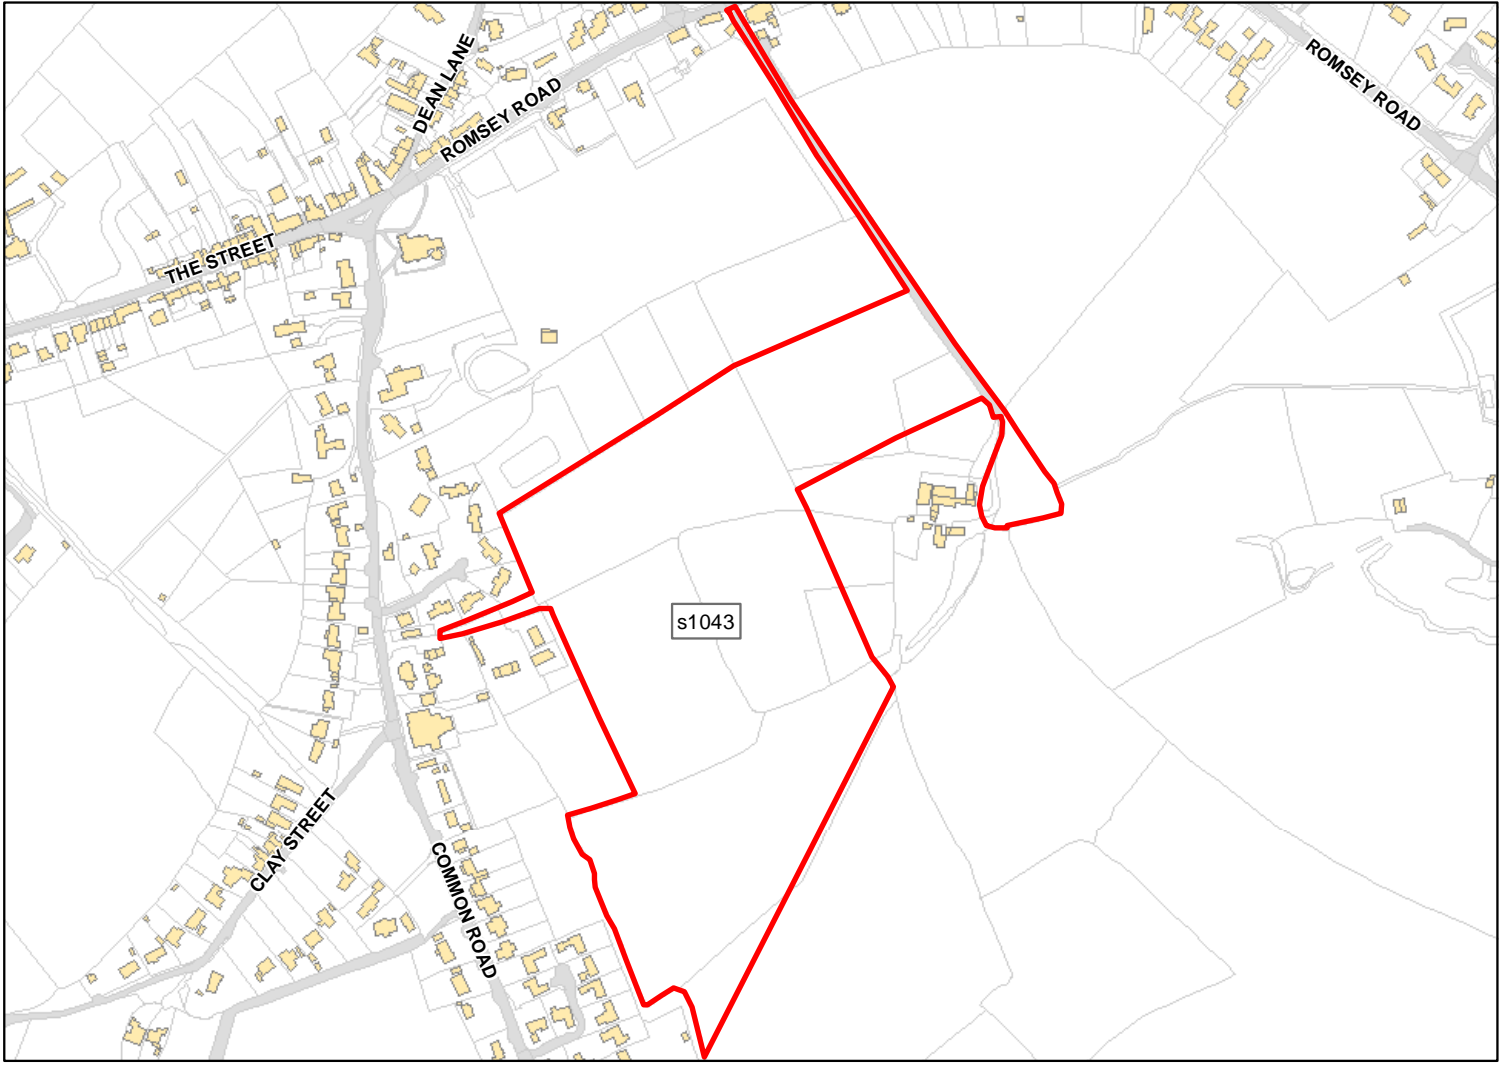 DEAN LANE
ROMSEY ROAD
ROMSEY ROAD
THE STREET
s1043
CLAY STREET
COMMON ROAD